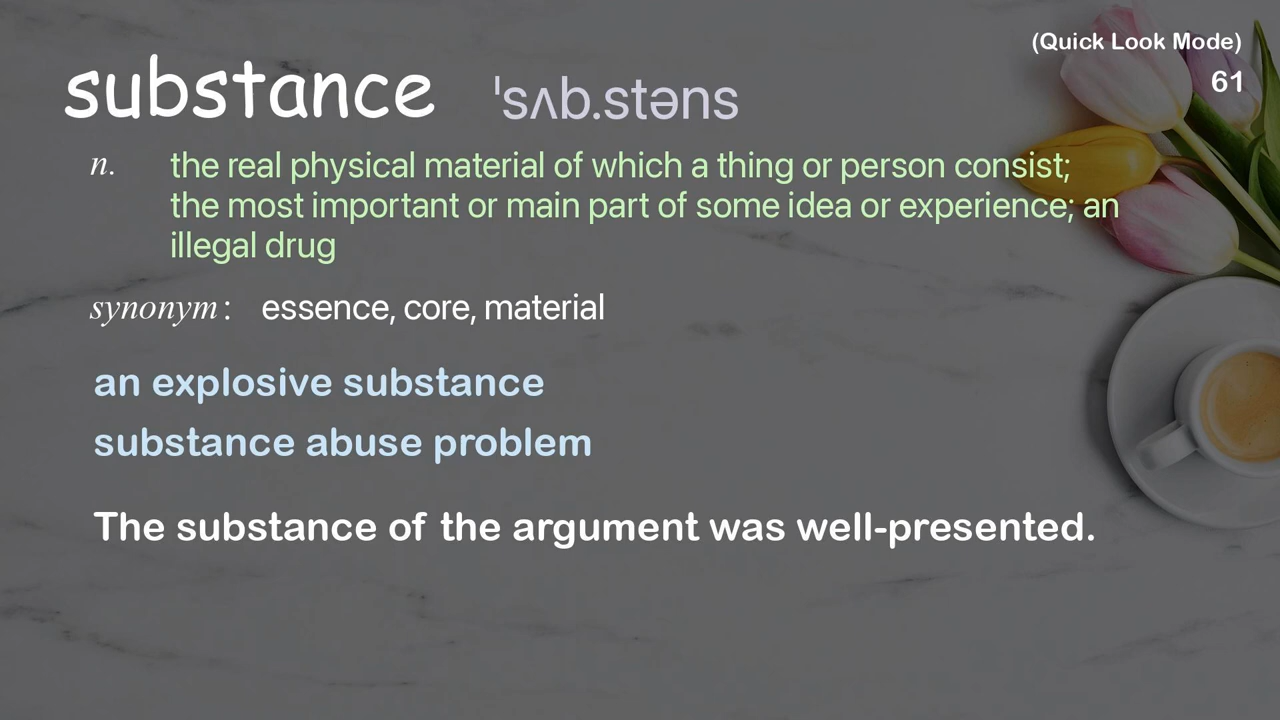 (Quick Look Mode)
61
substance ˈsʌb.stəns
n. the real physical material of which a thing or person consist;
the most important or main part of some idea or experience; an
illegal drug
synonym: essence, core, material
an explosive substance
substance abuse problem
The substance of the argument was well-presented.